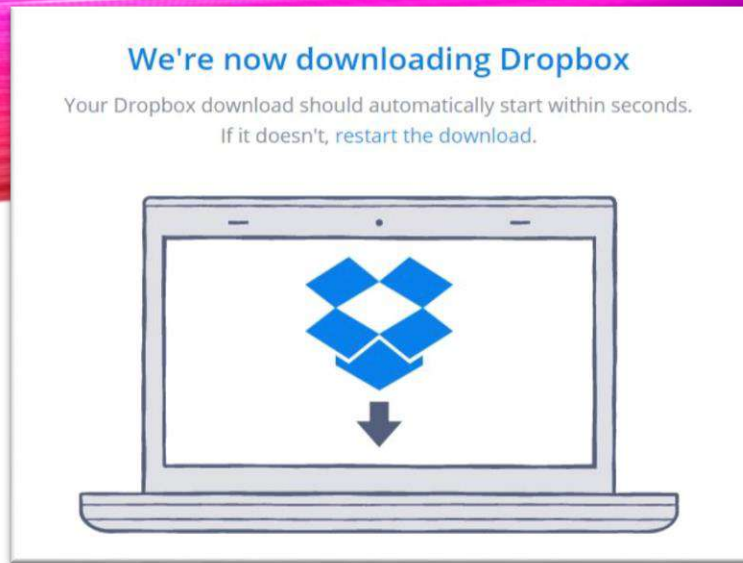 We're now downloading Dropbox
Your Dropbox download should automatically start within seconds.
If it doesn't, restart the download.